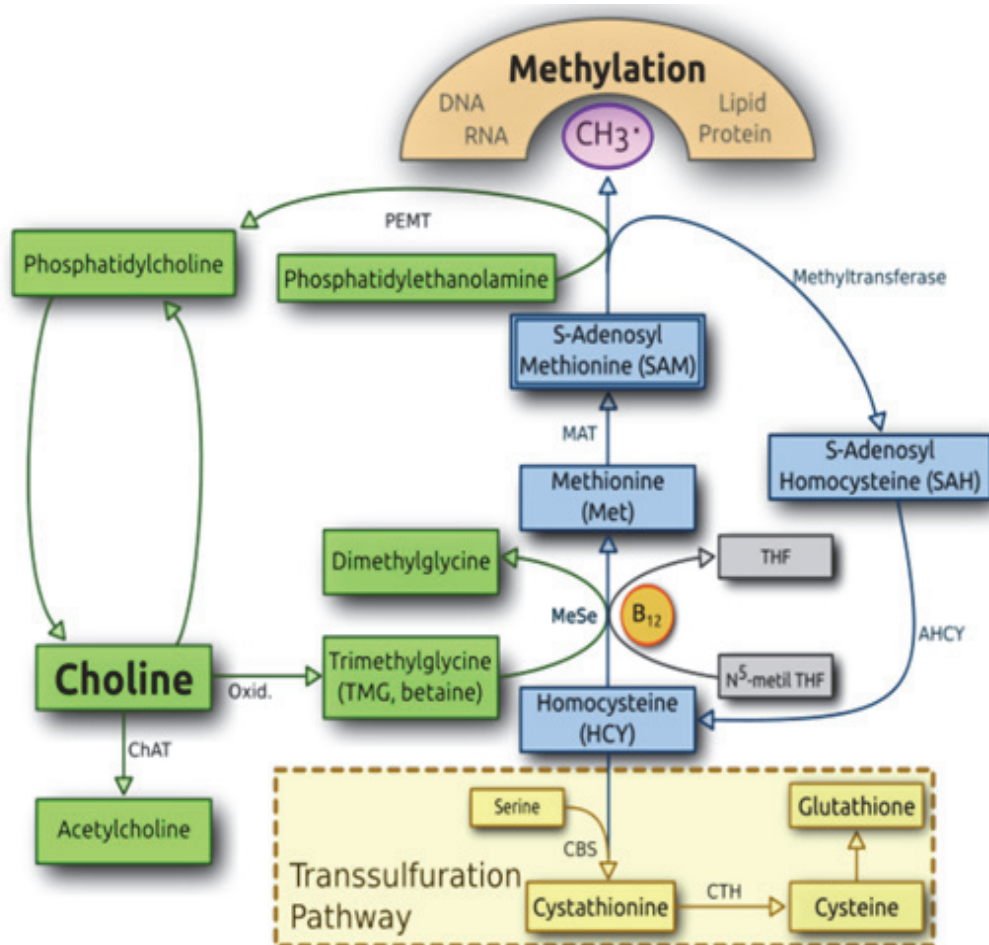 Methylation
DNA
RNA
Lipid
Protein
CH₃·
PEMT
Phosphatidylcholine
Phosphatidylethanolamine
Methyltransferase
S-Adenosyl
Methionine (SAM)
MAT
S-Adenosyl
Homocysteine (SAH)
Methionine
(Met)
Dimethylglycine
THF
MeSe
B₁₂
AHCY
Choline
Oxid.
Trimethylglycine
(TMG, betaine)
N⁵-metil THF
Homocysteine
(HCY)
ChAT
Acetylcholine
Serine
Glutathione
CBS
Transsulfuration
Pathway
Cystathionine
CTH
Cysteine